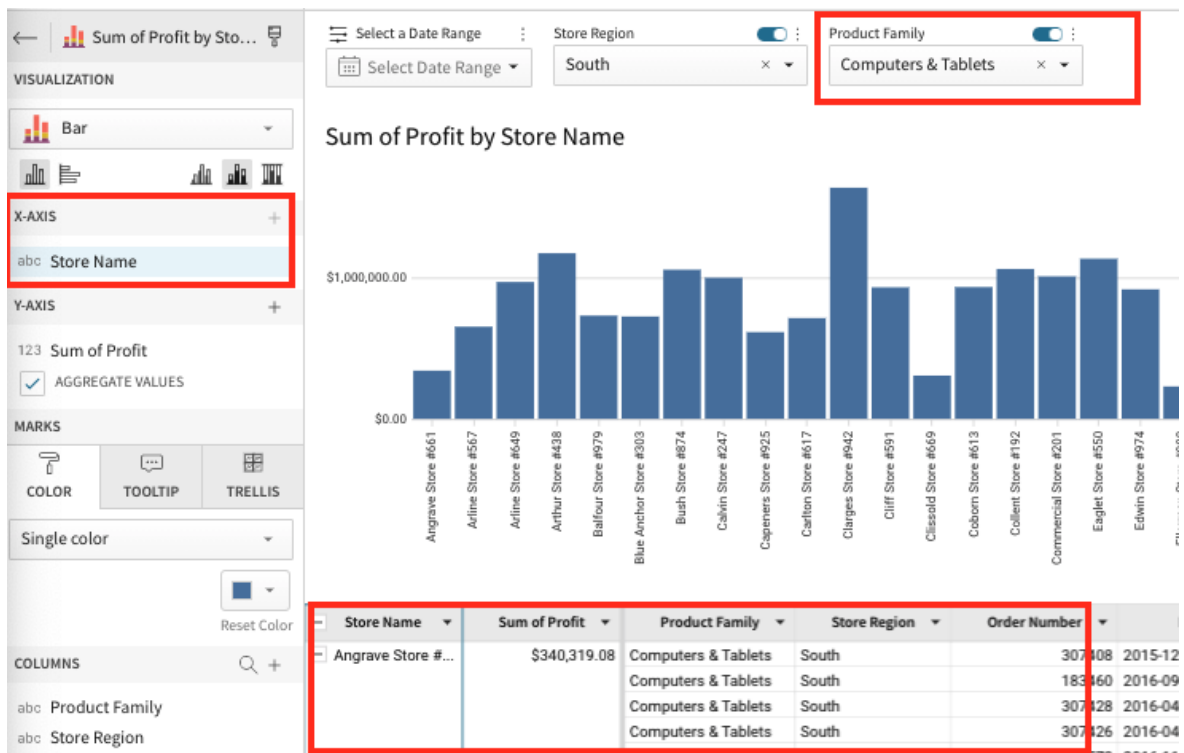 Sum of Profit by Sto...
VISUALIZATION
Bar
X-AXIS
abc Store Name
Y-AXIS
123 Sum of Profit
AGGREGATE VALUES
MARKS
COLOR TOOLTIP TRELLIS
Single color
Reset Color
COLUMNS
abc Product Family
abc Store Region
Select a Date Range Store Region Product Family
Select Date Range South Computers & Tablets
Sum of Profit by Store Name
$1,000,000.00
$0.00
Angrave Store #661
Arline Store #567
Arline Store #649
Arthur Store #438
Balfour Store #979
Blue Anchor Store #303
Bush Store #874
Calvin Store #247
Capeners Store #925
Carlton Store #617
Clarges Store #942
Cliff Store #591
Clissold Store #669
Coborn Store #613
Collent Store #192
Commercial Store #201
Eaglet Store #550
Edwin Store #974
Store Name Sum of Profit Product Family Store Region Order Number
Angrave Store #... $340,319.08 Computers & Tablets South 307408 2015-12
Computers & Tablets South 183460 2016-09
Computers & Tablets South 307428 2016-04
Computers & Tablets South 307426 2016-04